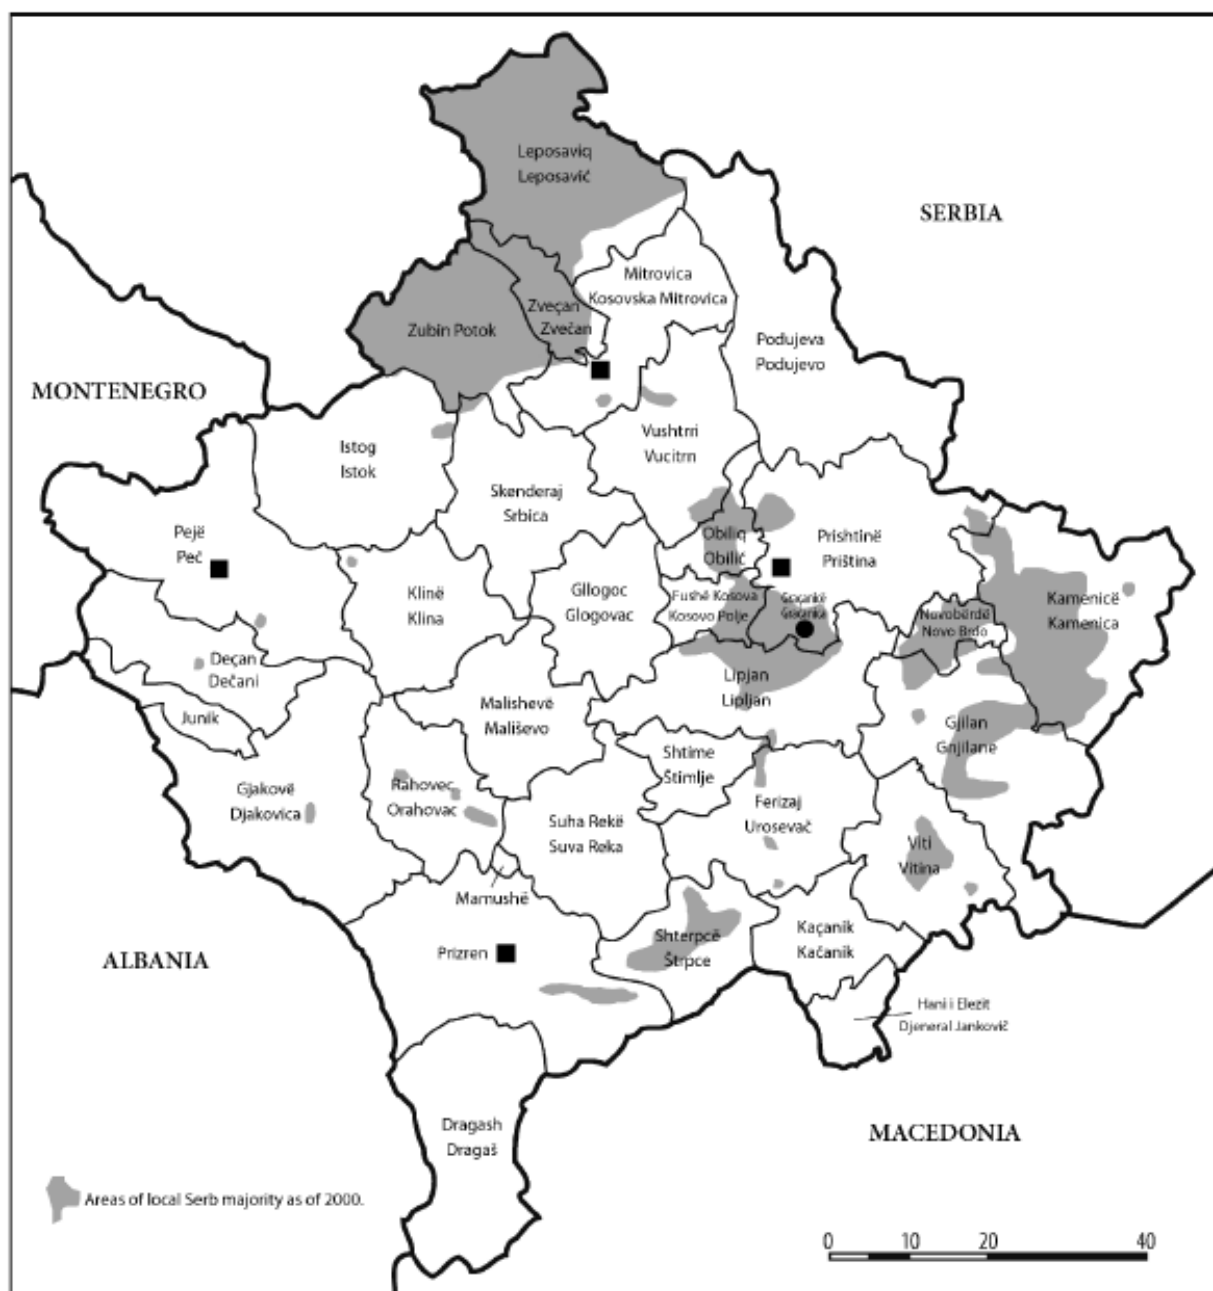 Leposaviq
Leposavić
SERBIA
Mitrovica
Kosovska Mitrovica
Zveçan
Zvečan
Zubin Potok
Podujeva
Podujevo
MONTENEGRO
Istog
Istok
Vushtrri
Vucitrn
Skenderaj
Srbica
Pejë
Peč
Obiliq
Obilić
Prishtinë
Priština
Klinë
Klina
Gllogoc
Glogovac
Fushë Kosova
Kosovo Polje
Gračanka
Novobërdë
Novo Brdo
Kamenicë
Kamenica
Deçan
Dečani
Lipjan
Lipljan
Junik
Malishevë
Mališevo
Gjilan
Gnjilane
Shtime
Štimlje
Gjakovë
Djakovica
Rahovec
Orahovac
Ferizaj
Urosevač
Suha Rekë
Suva Reka
Viti
Vitina
Mamushë
Kaçanik
Kačanik
Shterpcë
Štrpce
Prizren
ALBANIA
Hani i Elezit
Djeneral Jankovič
Dragash
Dragaš
MACEDONIA
Areas of local Serb majority as of 2000.
0 10 20 40